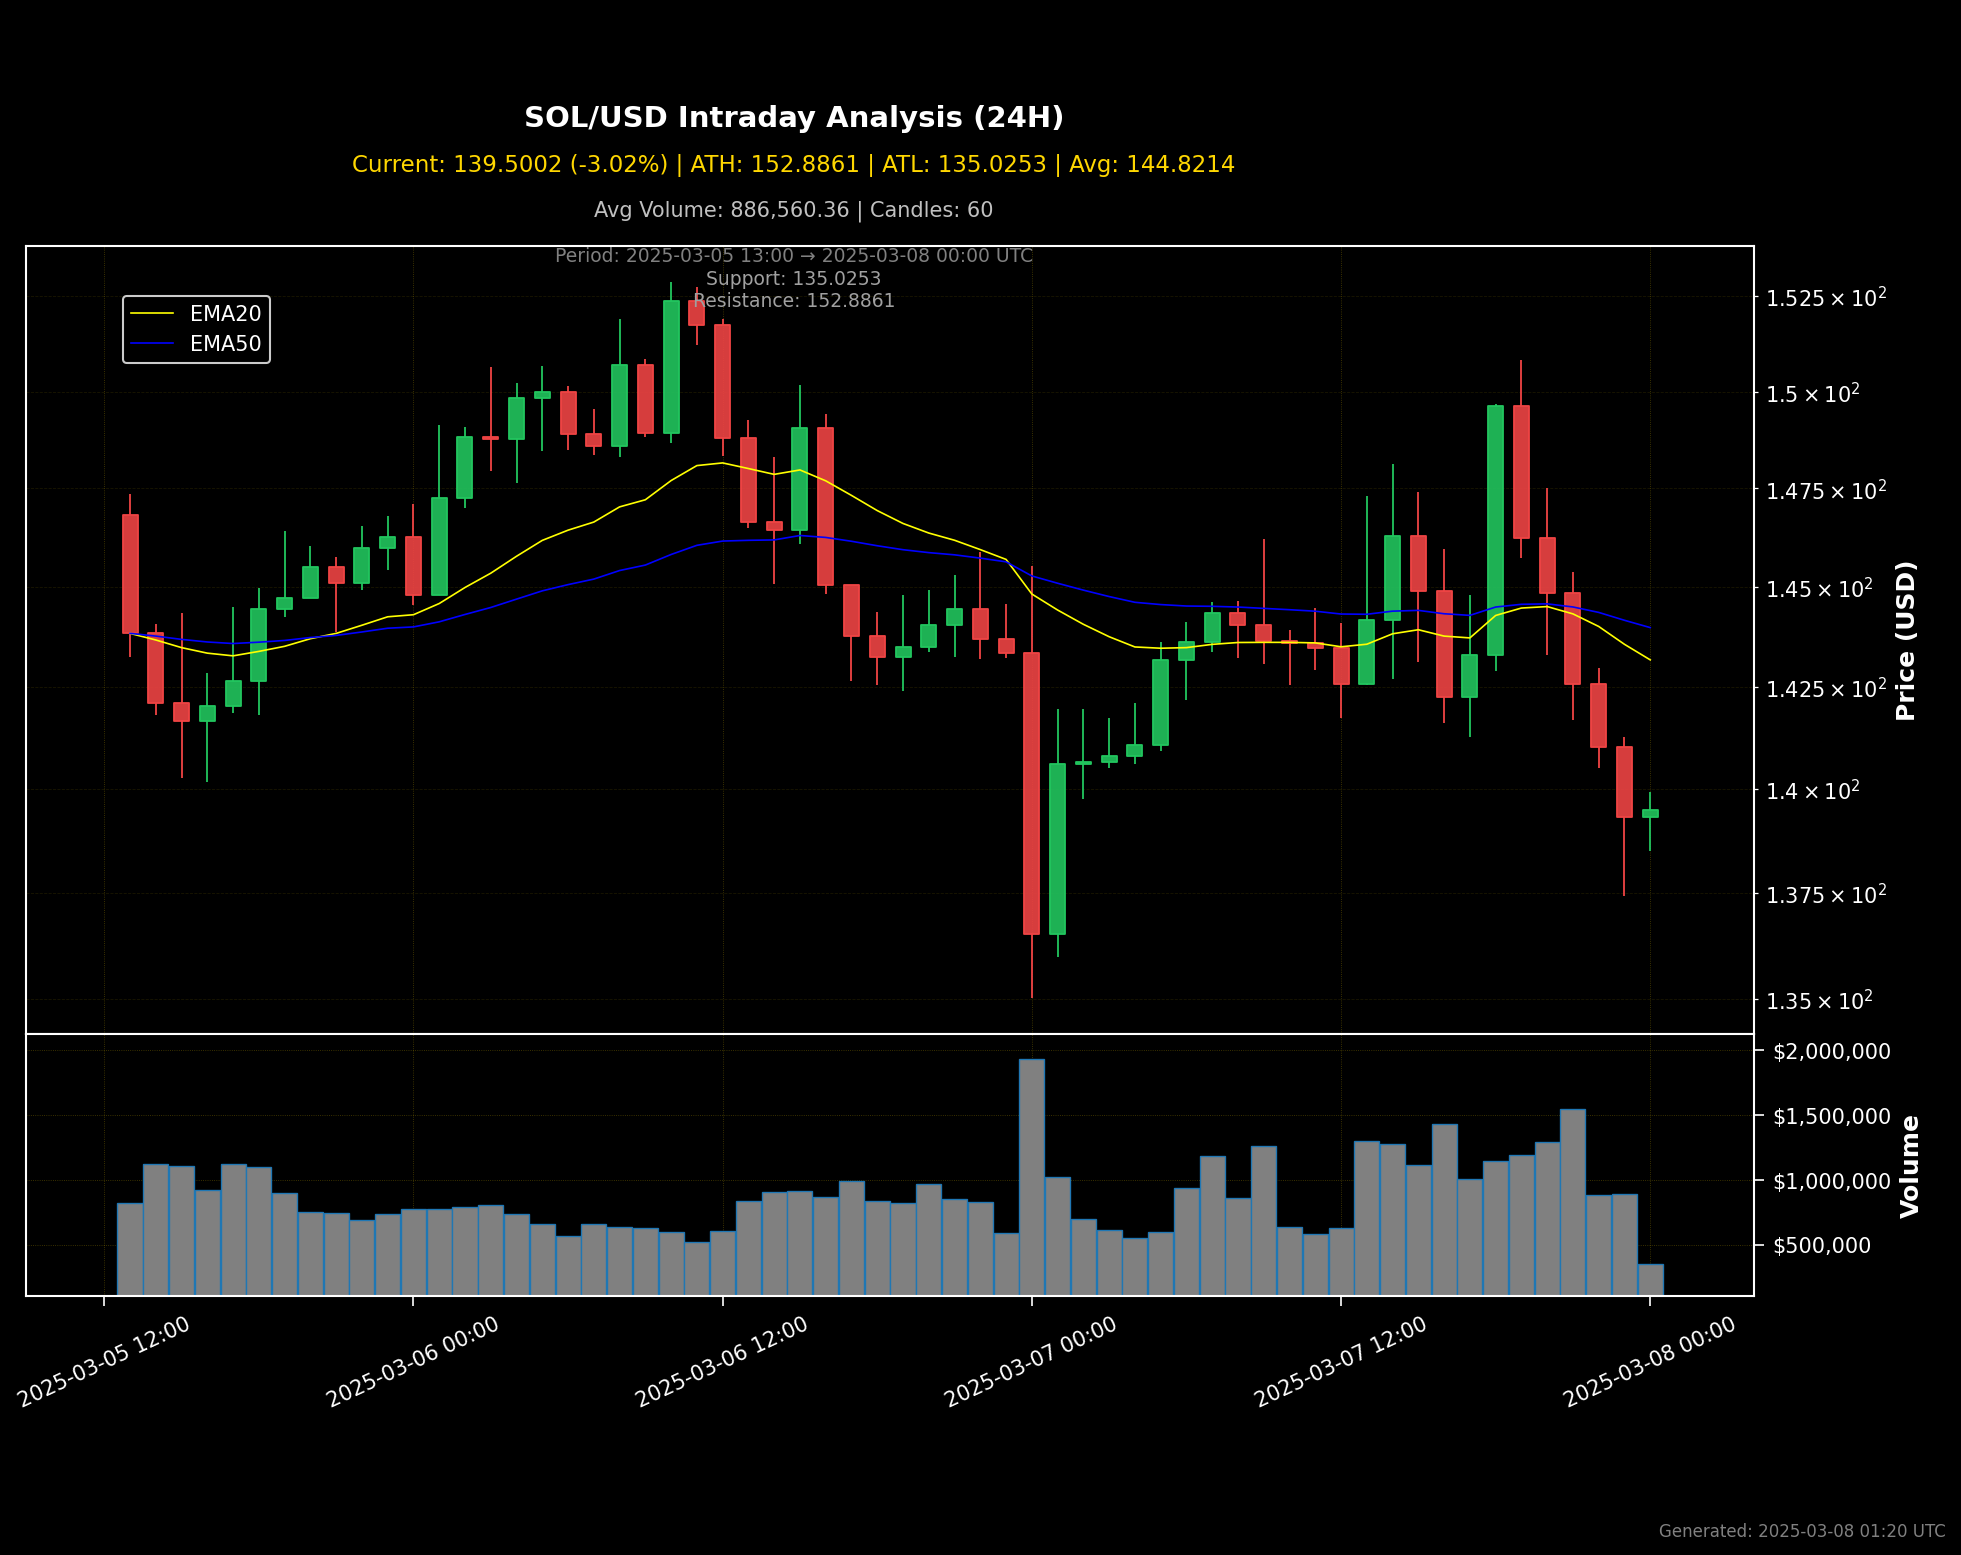 SOL/USD Intraday Analysis (24H)
Current: 139.5002 (-3.02%) | ATH: 152.8861 | ATL: 135.0253 | Avg: 144.8214
Avg Volume: 886,560.36 | Candles: 60
Period: 2025-03-05 13:00 → 2025-03-08 00:00 UTC
Support: 135.0253
Resistance: 152.8861
EMA20
EMA50
1.525 × 10²
1.5 × 10²
1.475 × 10²
1.45 × 10²
1.425 × 10²
1.4 × 10²
1.375 × 10²
1.35 × 10²
Price (USD)
$2,000,000
$1,500,000
$1,000,000
$500,000
Volume
2025-03-05 12:00
2025-03-06 00:00
2025-03-06 12:00
2025-03-07 00:00
2025-03-07 12:00
2025-03-08 00:00
Generated: 2025-03-08 01:20 UTC